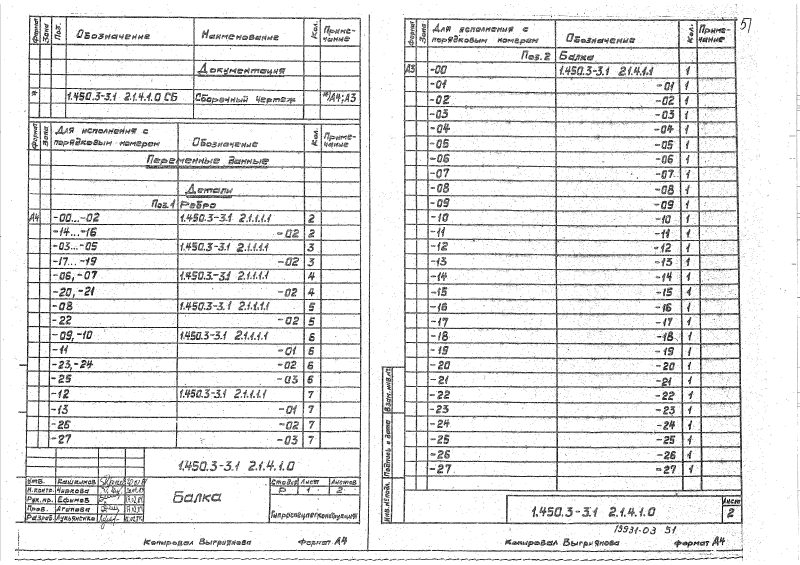 Формат Зона Поз. Обозначение Наименование Кол. Приме-чание
Документация
* 1.450.3-3.1 2.1.4.1.0 СБ Сборочный чертеж *)А4;А3
Формат Зона Для исполнения с порядковым номером Обозначение Кол. Приме-чание
Переменные данные
Детали
Поз.1 Ребро
А4 -00...-02 1.450.3-3.1 2.1.1.1.1 2
-14...-16 -02 2
-03...-05 1.450.3-3.1 2.1.1.1.1 3
-17...-19 -02 3
-06,-07 1.450.3-3.1 2.1.1.1.1 4
-20,-21 -02 4
-08 1.450.3-3.1 2.1.1.1.1 5
-22 -02 5
-09,-10 1.450.3-3.1 2.1.1.1.1 6
-11 -01 6
-23,-24 -02 6
-25 -03 6
-12 1.450.3-3.1 2.1.1.1.1 7
-13 -01 7
-26 -02 7
-27 -03 7
1.450.3-3.1 2.1.4.1.0
Утв.
Н.контр. Чиркова
Рук.пр. Ефимов
Пров. Агапова
Разраб. Лукьяненко
Балка
Стадия Лист Листов
Р 1 2
Гипроспецлегконструкция
Копировал Выгриянова Формат А4
51
Формат Зона Для исполнения с порядковым номером Обозначение Кол. Приме-чание
Поз.2 Балка
А3 -00 1.450.3-3.1 2.1.4.1.1 1
-01 -01 1
-02 -02 1
-03 -03 1
-04 -04 1
-05 -05 1
-06 -06 1
-07 -07 1
-08 -08 1
-09 -09 1
-10 -10 1
-11 -11 1
-12 -12 1
-13 -13 1
-14 -14 1
-15 -15 1
-16 -16 1
-17 -17 1
-18 -18 1
-19 -19 1
-20 -20 1
-21 -21 1
-22 -22 1
-23 -23 1
-24 -24 1
-25 -25 1
-26 -26 1
-27 -27 1
Инв.№подл. Подпись и дата Взам.инв.№
1.450.3-3.1 2.1.4.1.0
Лист
2
15931-03 51
Копировал Выгриянова формат А4